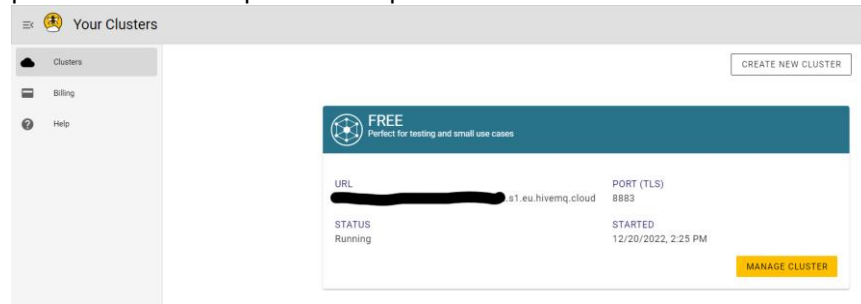 Your Clusters
Clusters
CREATE NEW CLUSTER
Billing
Help
FREE
Perfect for testing and small use cases
URL
.s1.eu.hivemq.cloud
PORT (TLS)
8883
STATUS
Running
STARTED
12/20/2022, 2:25 PM
MANAGE CLUSTER